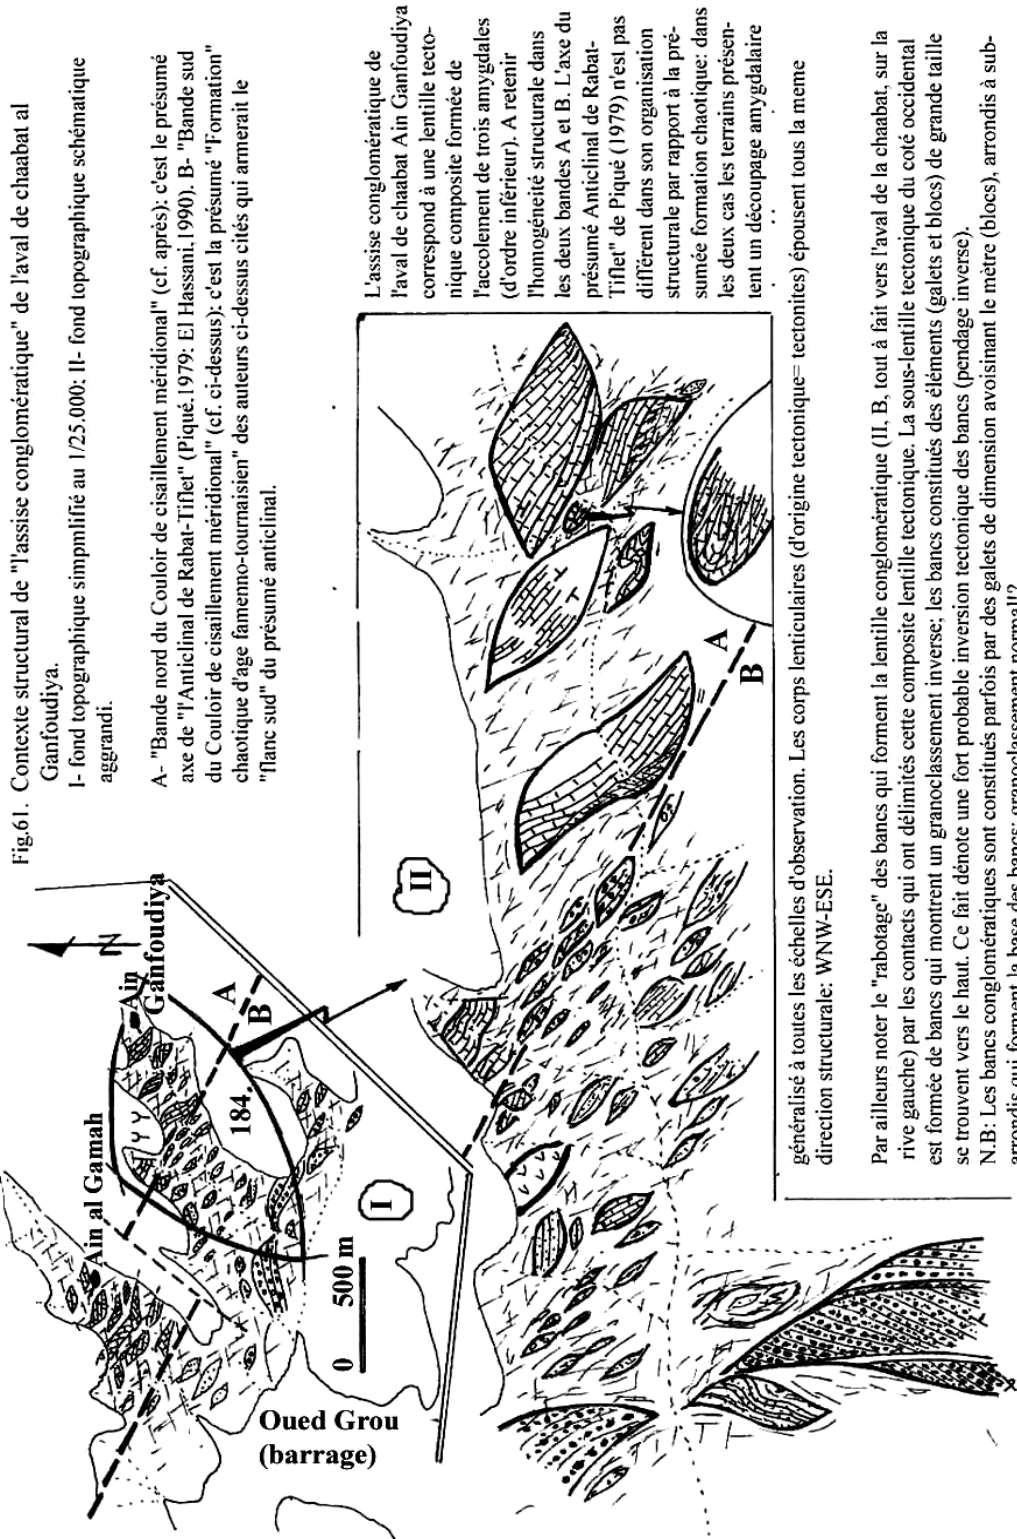 Fig.61. Contexte structural de "l'assise conglomératique" de l'aval de chaabat al
Ganfoudiya.
I- fond topographique simpnlifié au 1/25.000; II- fond topographique schématique
aggrandi.
A- "Bande nord du Couloir de cisaillement méridional" (cf. après): c'est le présumé
axe de "l'Anticlinal de Rabat-Tiflet" (Piqué.1979: El Hassani.1990). B- "Bande sud
du Couloir de cisaillement méridional" (cf. ci-dessus): c'est la présumé "Formation"
chaotique d'age famenno-tournaisien" des auteurs ci-dessus cités qui armerait le
"flanc sud" du présumé anticlinal.
L'assise conglomératique de
l'aval de chaabat Ain Ganfoudiya
correspond à une lentille tecto-
nique composite formée de
l'accolement de trois amygdales
(d'ordre inférieur). A retenir
l'homogénéité structurale dans
les deux bandes A et B. L'axe du
présumé Anticlinal de Rabat-
Tiflet" de Piqué (1979) n'est pas
différent dans son organisation
structurale par rapport à la pré-
sumée formation chaotique: dans
les deux cas les terrains présen-
tent un découpage amygdalaire
généralisé à toutes les échelles d'observation. Les corps lenticulaires (d'origine tectonique= tectonites) épousent tous la meme
direction structurale: WNW-ESE.
Par ailleurs noter le "rabotage" des bancs qui forment la lentille conglomératique (II, B, tout à fait vers l'aval de la chaabat, sur la
rive gauche) par les contacts qui ont délimités cette composite lentille tectonique. La sous-lentille tectonique du coté occidental
est formée de bancs qui montrent un granoclassement inverse; les bancs constitués des éléments (galets et blocs) de grande taille
se trouvent vers le haut. Ce fait dénote une fort probable inversion tectonique des bancs (pendage inverse).
N.B: Les bancs conglomératiques sont constitués parfois par des galets de dimension avoisinant le mètre (blocs), arrondis à sub-
arrondis qui forment la base des bancs: granoclassement normal!?
N
Ain
Ganfoudiya
A
B
184
Ain al Gamah
I
0 500 m
Oued Grou
(barrage)
II
A
B